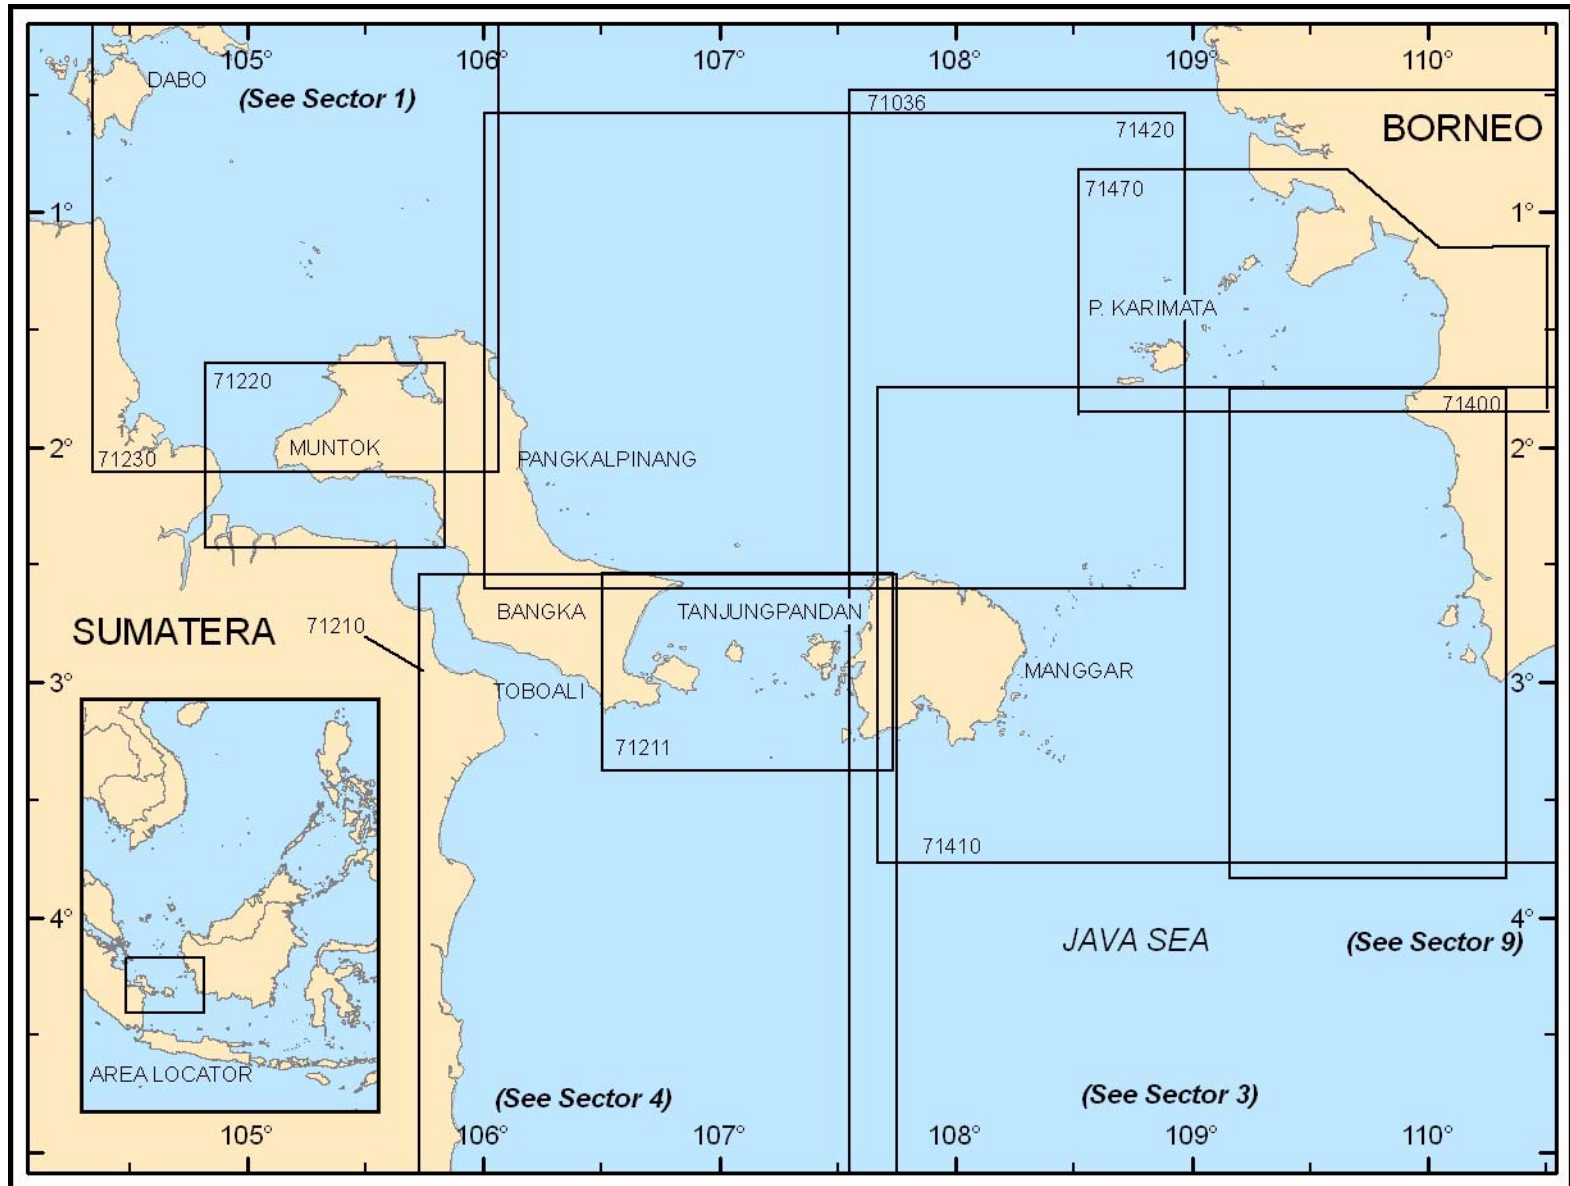 105°
106°
107°
108°
109°
110°
DABO
(See Sector 1)
71036
71420
BORNEO
71470
1°
1°
P. KARIMATA
71220
71400
MUNTOK
2°
71230
PANGKALPINANG
2°
BANGKA
TANJUNGPANDAN
SUMATERA
71210
MANGGAR
3°
TOBOALI
3°
71211
71410
4°
4°
JAVA SEA
(See Sector 9)
AREA LOCATOR
(See Sector 4)
(See Sector 3)
105°
106°
107°
108°
109°
110°